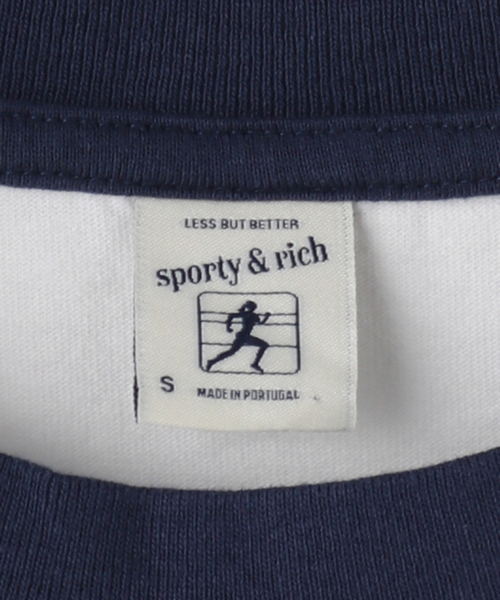 LESS BUT BETTER
sporty & rich
S
MADE IN PORTUGAL